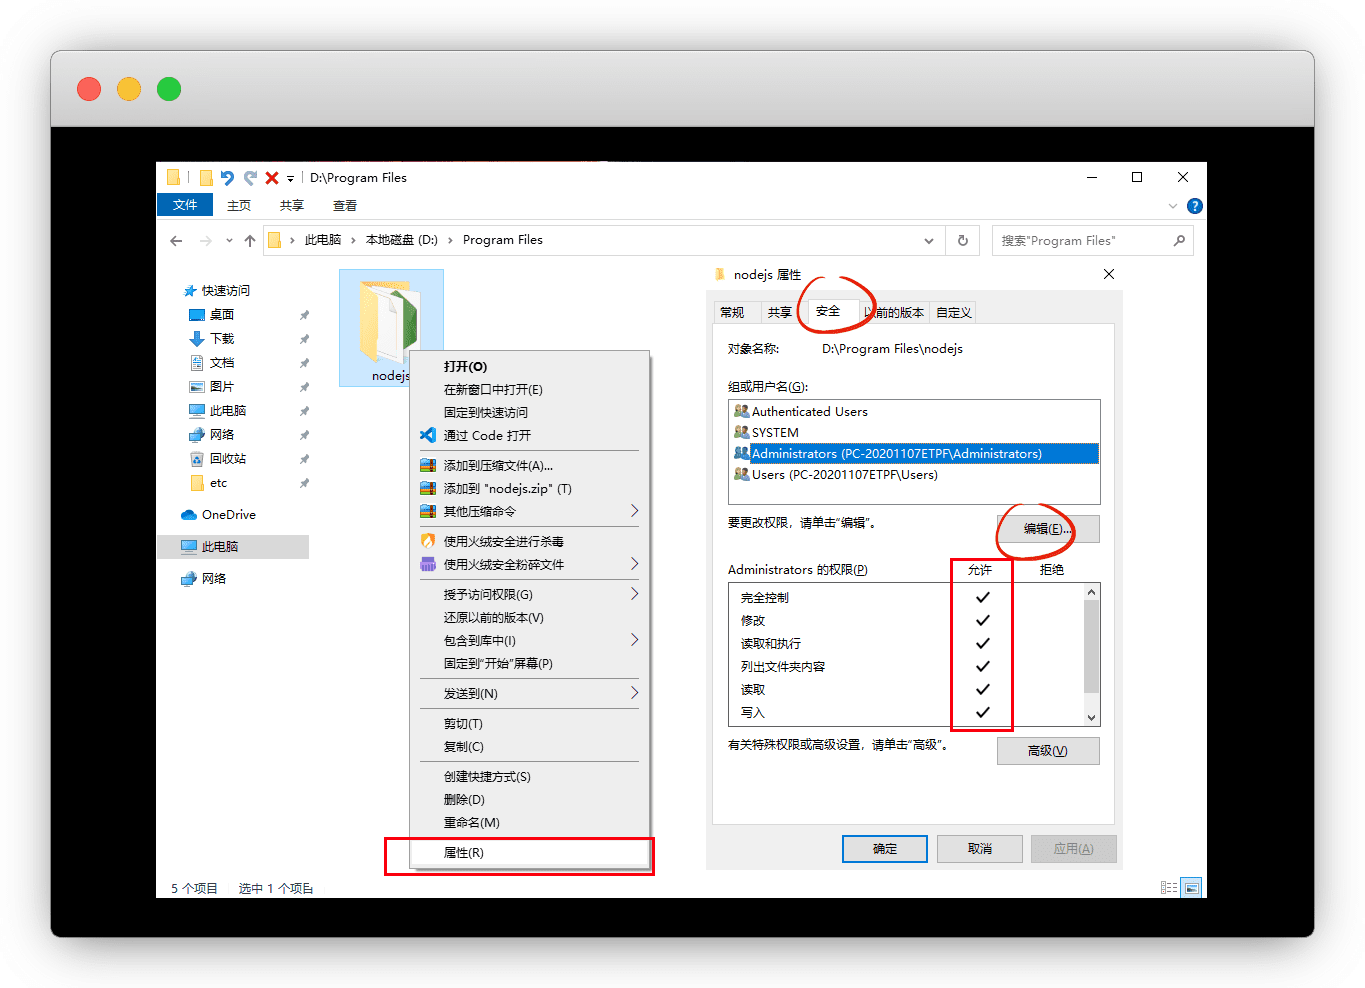 D:\Program Files
文件 主页 共享 查看
此电脑 本地磁盘 (D:) Program Files
搜索"Program Files"
快速访问
桌面
下载
文档
图片
此电脑
网络
回收站
etc
OneDrive
此电脑
网络
nodejs
打开(O)
在新窗口中打开(E)
固定到快速访问
通过 Code 打开
添加到压缩文件(A)...
添加到 "nodejs.zip" (T)
其他压缩命令
使用火绒安全进行杀毒
使用火绒安全粉碎文件
授予访问权限(G)
还原以前的版本(V)
包含到库中(I)
固定到“开始”屏幕(P)
发送到(N)
剪切(T)
复制(C)
创建快捷方式(S)
删除(D)
重命名(M)
属性(R)
nodejs 属性
常规 共享 安全 以前的版本 自定义
对象名称: D:\Program Files\nodejs
组或用户名(G):
Authenticated Users
SYSTEM
Administrators (PC-20201107ETPF\Administrators)
Users (PC-20201107ETPF\Users)
要更改权限，请单击“编辑”。 编辑(E)...
Administrators 的权限(P) 允许 拒绝
完全控制
修改
读取和执行
列出文件夹内容
读取
写入
有关特殊权限或高级设置，请单击“高级”。 高级(V)
确定 取消 应用(A)
5 个项目 选中 1 个项目